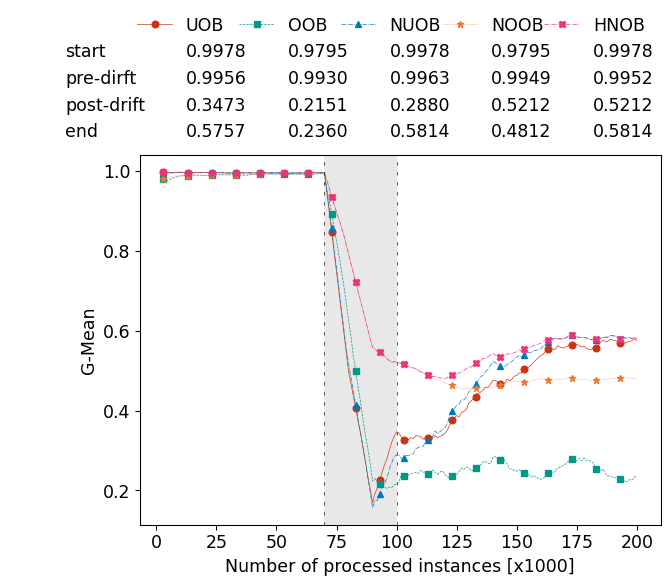 UOB OOB NUOB NOOB HNOB
start 0.9978 0.9795 0.9978 0.9795 0.9978
pre-dirft 0.9956 0.9930 0.9963 0.9949 0.9952
post-drift 0.3473 0.2151 0.2880 0.5212 0.5212
end 0.5757 0.2360 0.5814 0.4812 0.5814
1.0
0.8
0.6
0.4
0.2
G-Mean
0 25 50 75 100 125 150 175 200
Number of processed instances [x1000]